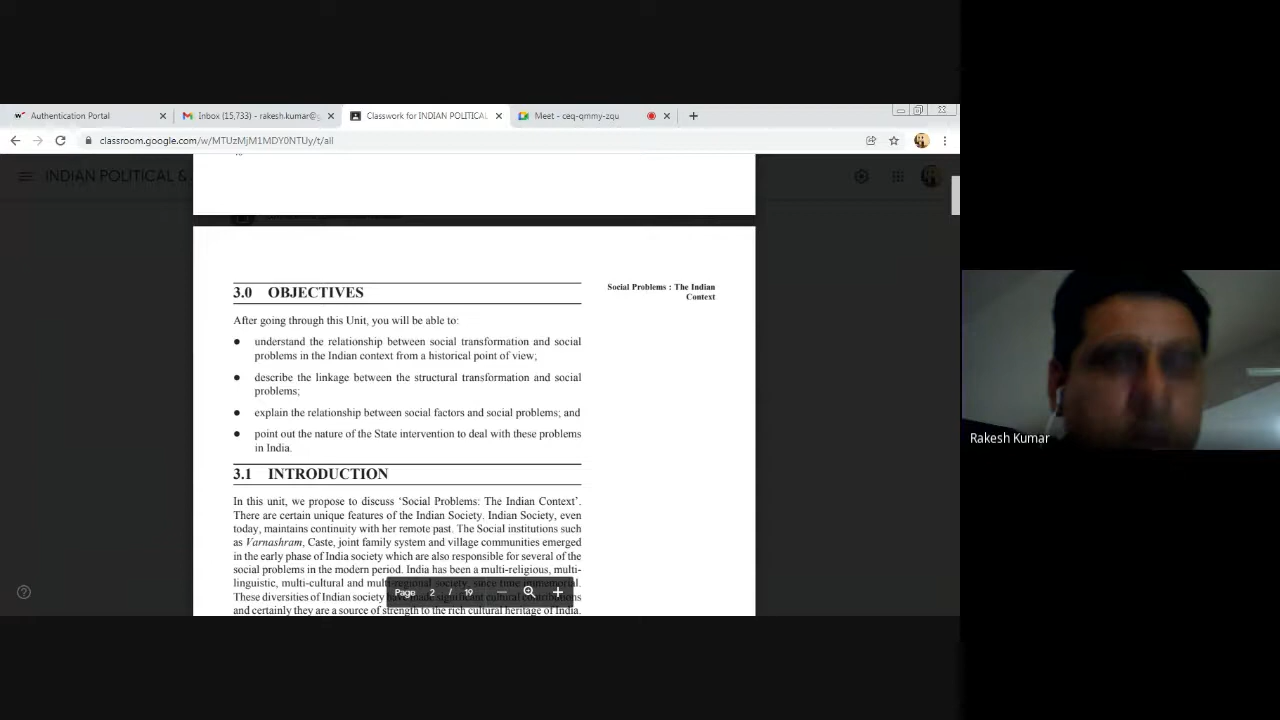 Authentication Portal
Inbox (15,733) - rakesh.kumar@
Classwork for INDIAN POLITICAL
Meet - ceq-qmmy-zqu
classroom.google.com/w/MTUzMjM1MDY0NTUy/t/all
INDIAN POLITICAL &
3.0 OBJECTIVES
Social Problems : The Indian
Context
After going through this Unit, you will be able to:
● understand the relationship between social transformation and social
problems in the Indian context from a historical point of view;
● describe the linkage between the structural transformation and social
problems;
● explain the relationship between social factors and social problems; and
● point out the nature of the State intervention to deal with these problems
in India.
3.1 INTRODUCTION
In this unit, we propose to discuss ‘Social Problems: The Indian Context’.
There are certain unique features of the Indian Society. Indian Society, even
today, maintains continuity with her remote past. The Social institutions such
as Varnashram, Caste, joint family system and village communities emerged
in the early phase of India society which are also responsible for several of the
social problems in the modern period. India has been a multi-religious, multi-
linguistic, multi-cultural and multi-regional society, since time immemorial.
These diversities of Indian society have made significant cultural contributions
and certainly they are a source of strength to the rich cultural heritage of India.
Page 2 / 19
Rakesh Kumar